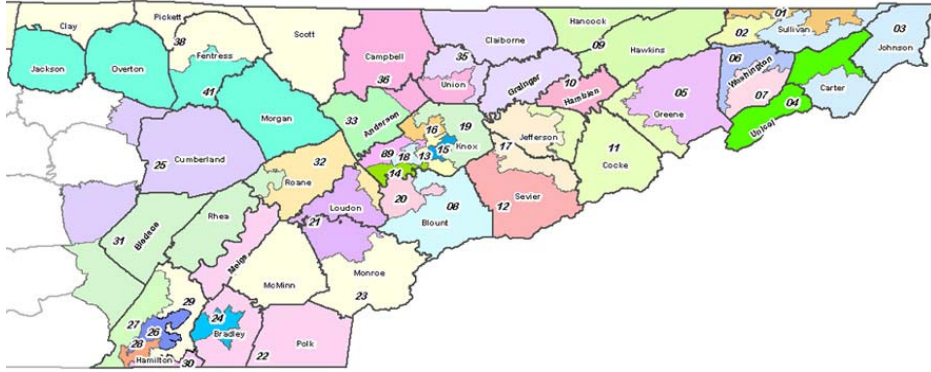 01
Hancock
Pickett
Clay
38
Scott
Claiborne
09
Hawkins
02
Sullivan
03
Johnson
Fentress
Campbell
35
06
Washington
Jackson
Overton
36
Union
Grainger
10
Hamblen
05
07
Carter
41
Morgan
33
Anderson
16
19
Greene
04
Unicoi
Jefferson
Cumberland
25
32
89
18
13
15
Knox
17
11
Cocke
Roane
14
Sevier
12
20
Loudon
21
08
Blount
Rhea
31
Bledsoe
Meigs
McMinn
Monroe
23
29
27
26
24
28
Bradley
Hamilton
30
22
Polk